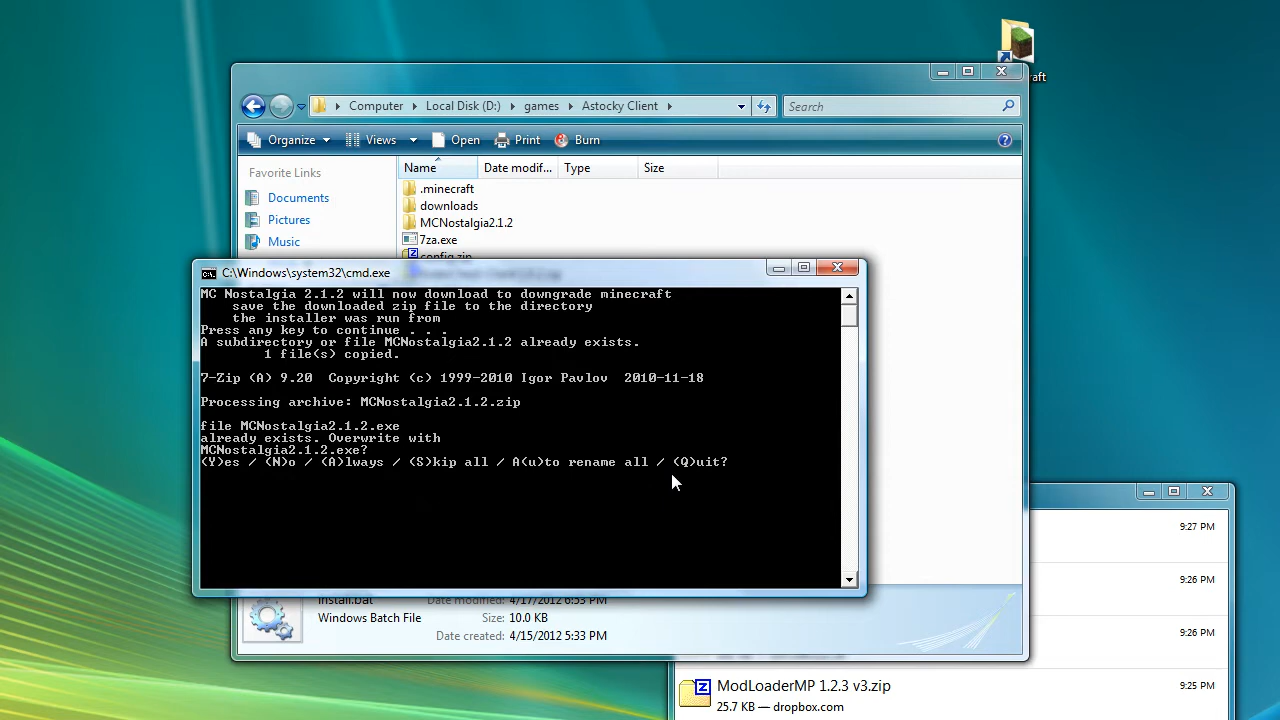 raft
Computer
Local Disk (D:)
games
Astocky Client
Search
Organize
Views
Open
Print
Burn
Favorite Links
Name
Date modif...
Type
Size
Documents
Pictures
Music
.minecraft
downloads
MCNostalgia2.1.2
7za.exe
config.zip
C:\Windows\system32\cmd.exe
MC Nostalgia 2.1.2 will now download to downgrade minecraft
save the downloaded zip file to the directory
the installer was run from
Press any key to continue . . .
A subdirectory or file MCNostalgia2.1.2 already exists.
1 file(s) copied.
7-Zip (A) 9.20  Copyright (c) 1999-2010 Igor Pavlov  2010-11-18
Processing archive: MCNostalgia2.1.2.zip
file MCNostalgia2.1.2.exe
already exists. Overwrite with
MCNostalgia2.1.2.exe?
(Y)es / (N)o / (A)lways / (S)kip all / A(u)to rename all / (Q)uit?
install.bat Date modified: 4/17/2012 6:53 PM
Windows Batch File Size: 10.0 KB
Date created: 4/15/2012 5:33 PM
9:27 PM
9:26 PM
9:26 PM
ModLoaderMP 1.2.3 v3.zip 9:25 PM
25.7 KB — dropbox.com